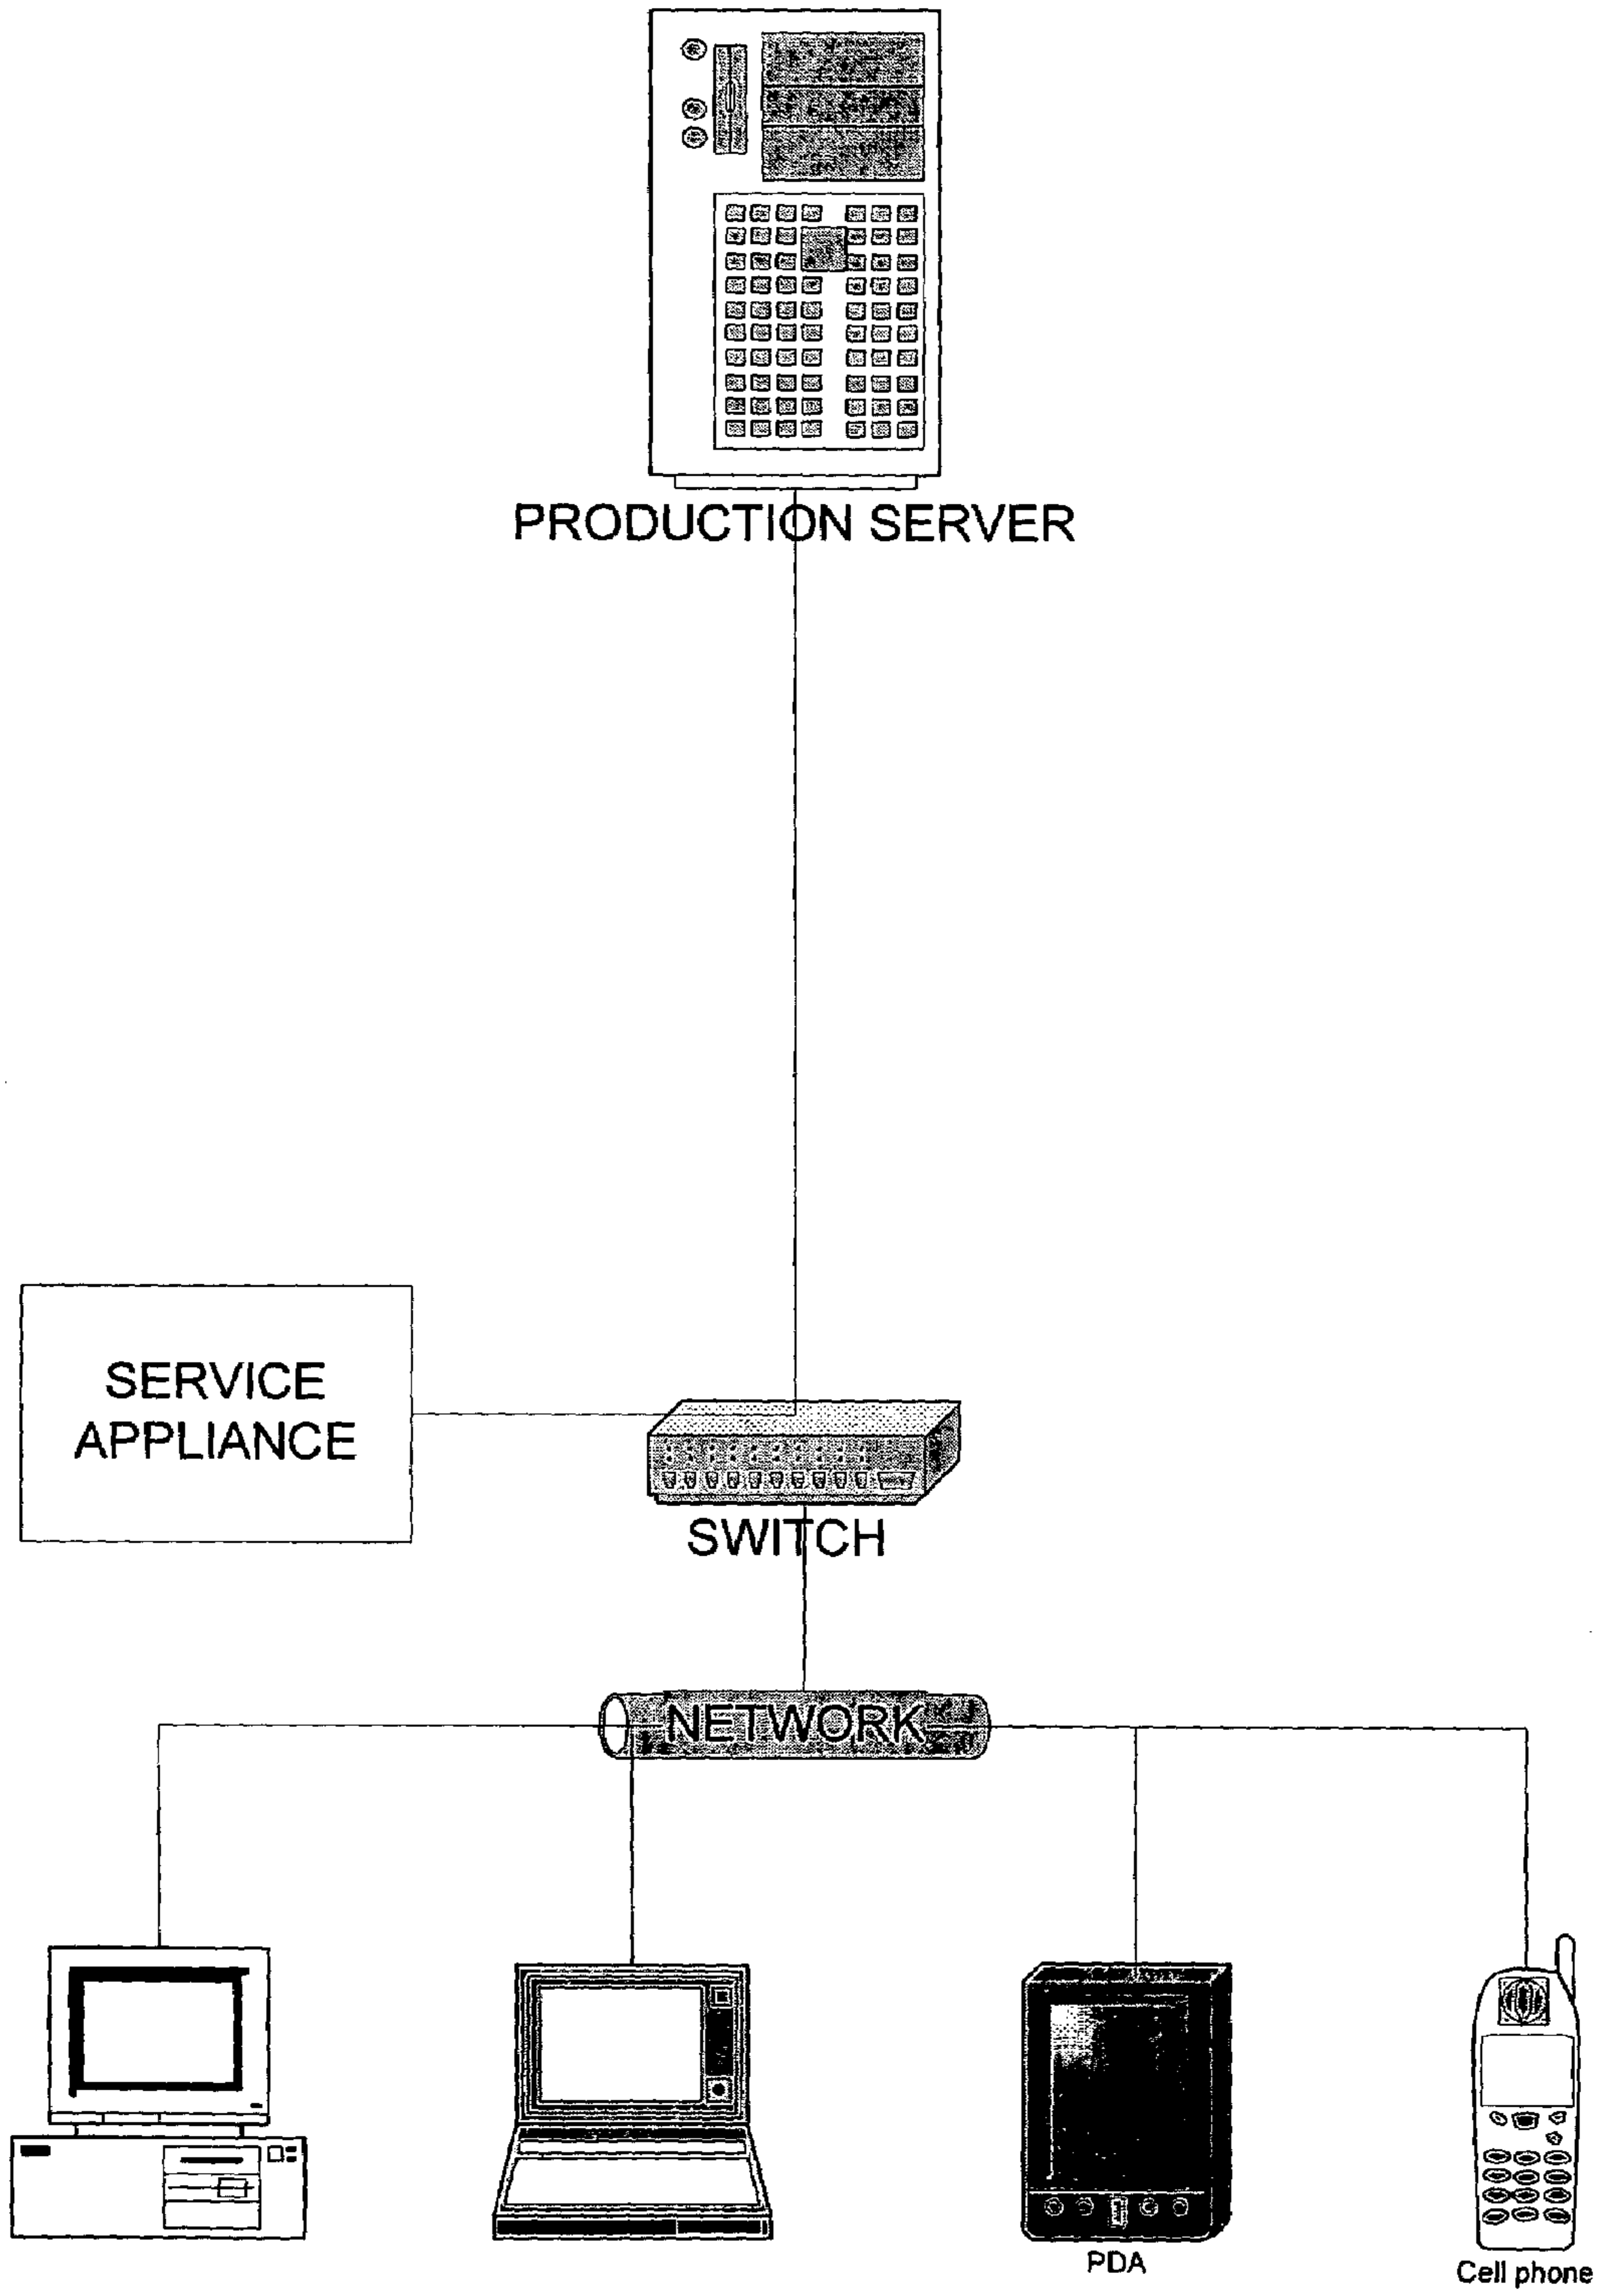 PRODUCTION SERVER
SERVICE
APPLIANCE
SWITCH
NETWORK
PDA
Cell phone